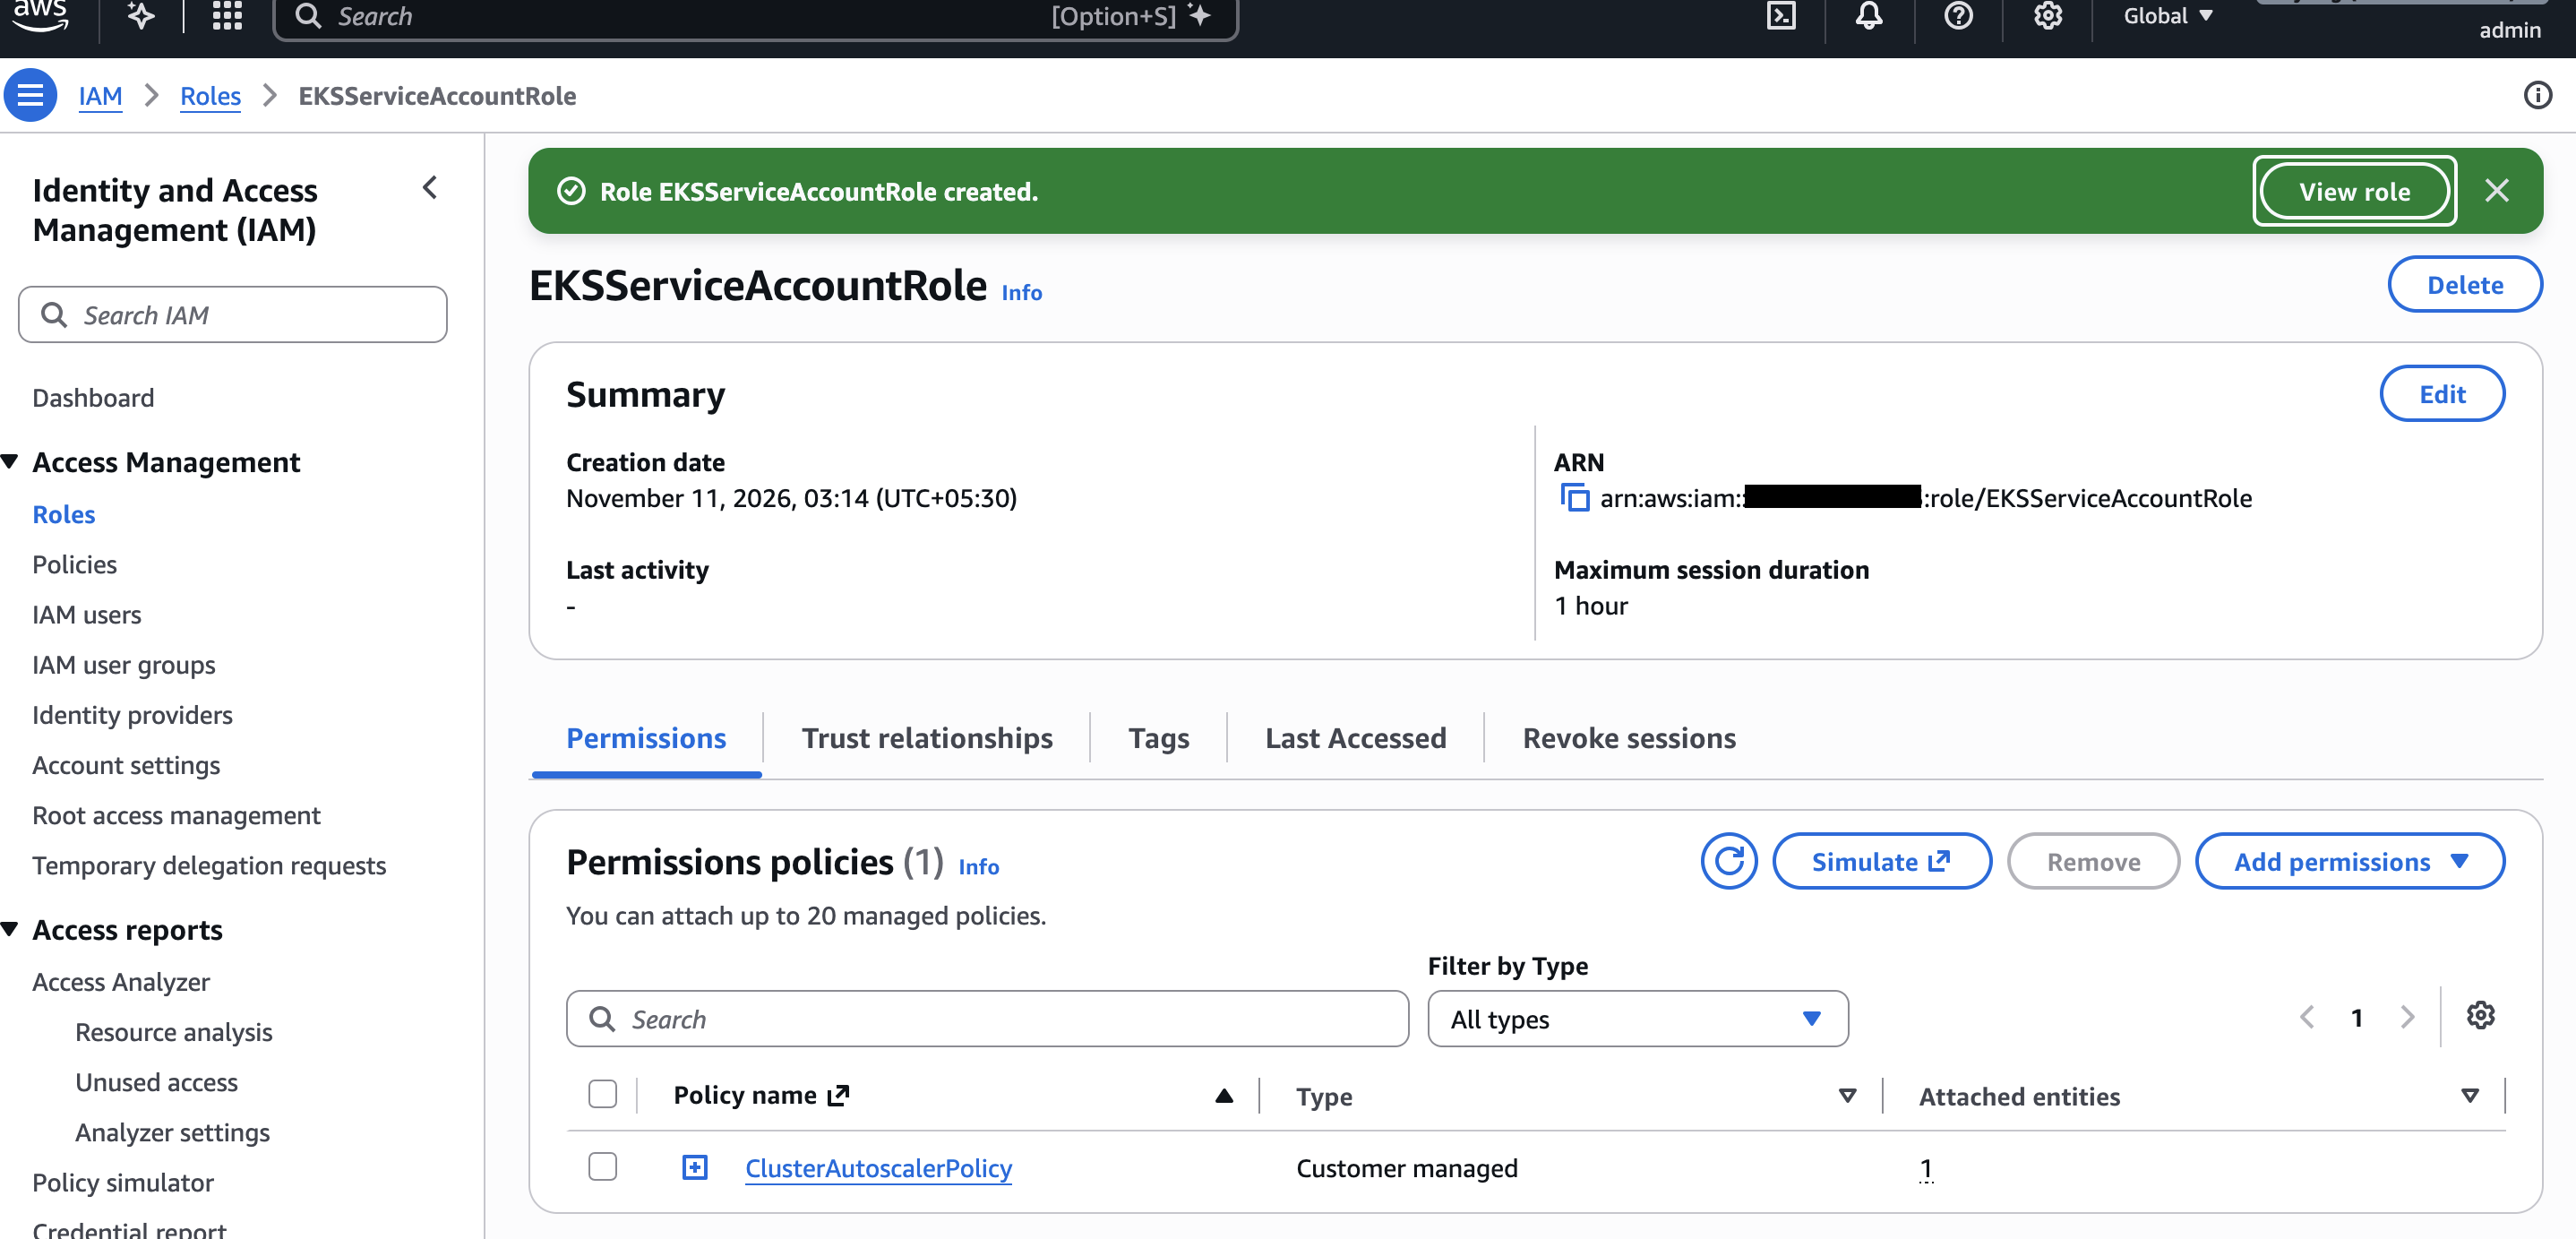 aws
Search [Option+S]
Global
admin
IAM Roles EKSServiceAccountRole
Identity and Access
Management (IAM)
Search IAM
Dashboard
Access Management
Roles
Policies
IAM users
IAM user groups
Identity providers
Account settings
Root access management
Temporary delegation requests
Access reports
Access Analyzer
Resource analysis
Unused access
Analyzer settings
Policy simulator
Credential report
Role EKSServiceAccountRole created.
View role
EKSServiceAccountRole Info
Delete
Summary
Edit
Creation date
November 11, 2026, 03:14 (UTC+05:30)
Last activity
-
ARN
arn:aws:iam:: :role/EKSServiceAccountRole
Maximum session duration
1 hour
Permissions Trust relationships Tags Last Accessed Revoke sessions
Permissions policies (1) Info
Simulate Remove Add permissions
You can attach up to 20 managed policies.
Filter by Type
Search
All types
1
Policy name Type Attached entities
ClusterAutoscalerPolicy Customer managed 1